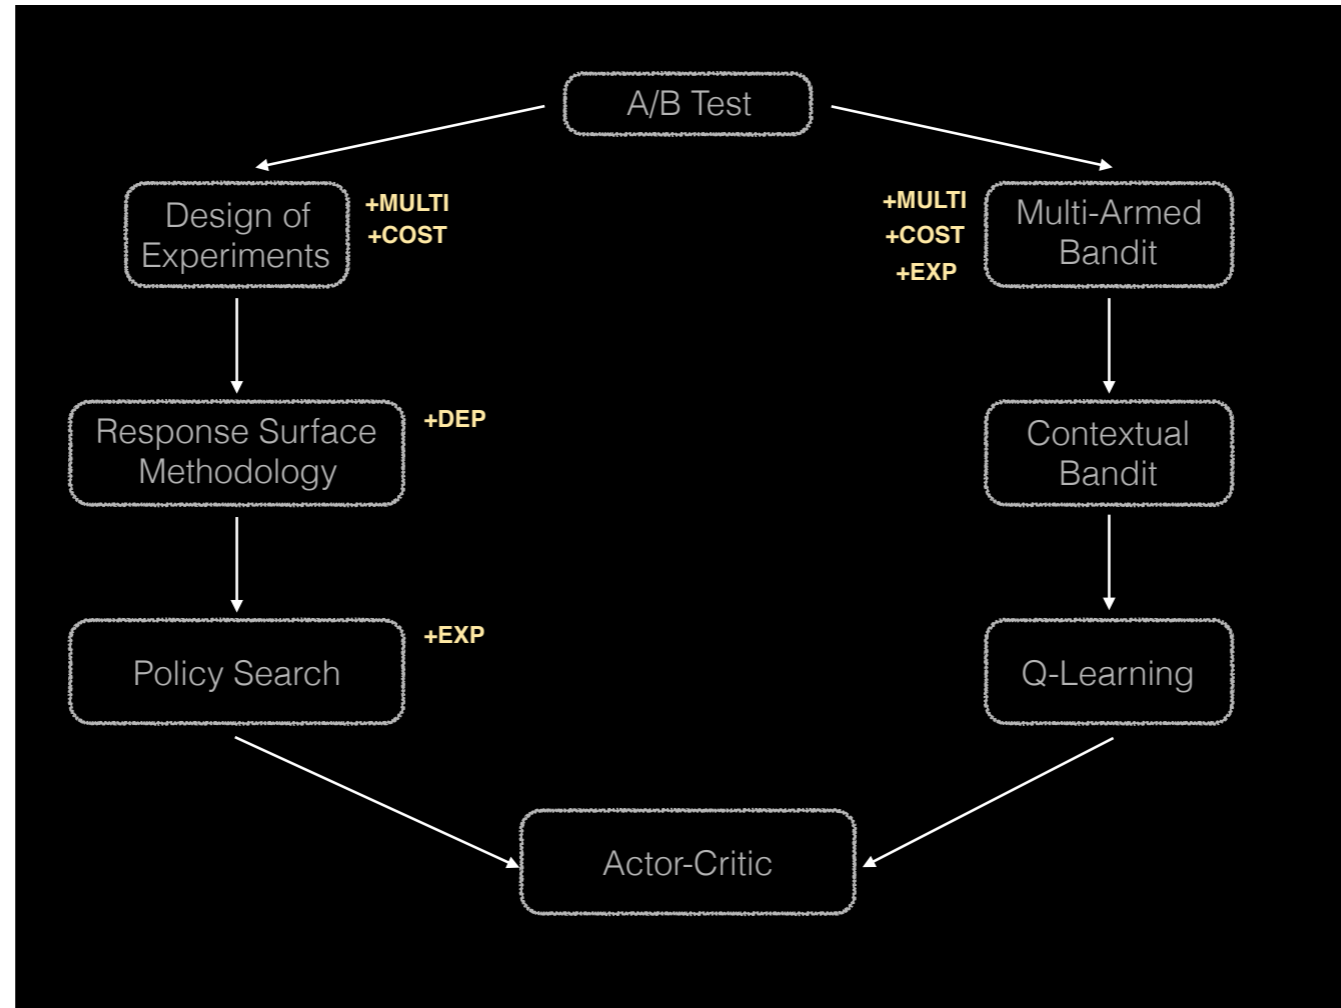 A/B Test
Design of
Experiments
+MULTI
+COST
+MULTI
+COST
+EXP
Multi-Armed
Bandit
Response Surface
Methodology
+DEP
Contextual
Bandit
Policy Search
+EXP
Q-Learning
Actor-Critic